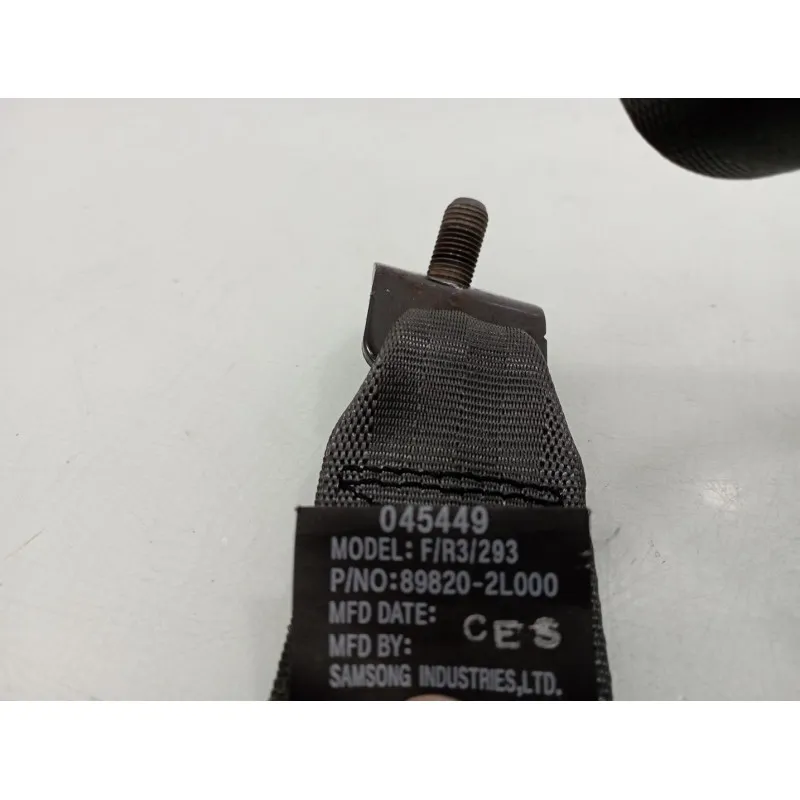 045449
MODEL: F/R3/293
P/NO:89820-2L000
MFD DATE: CES
MFD BY:
SAMSONG INDUSTRIES,LTD.